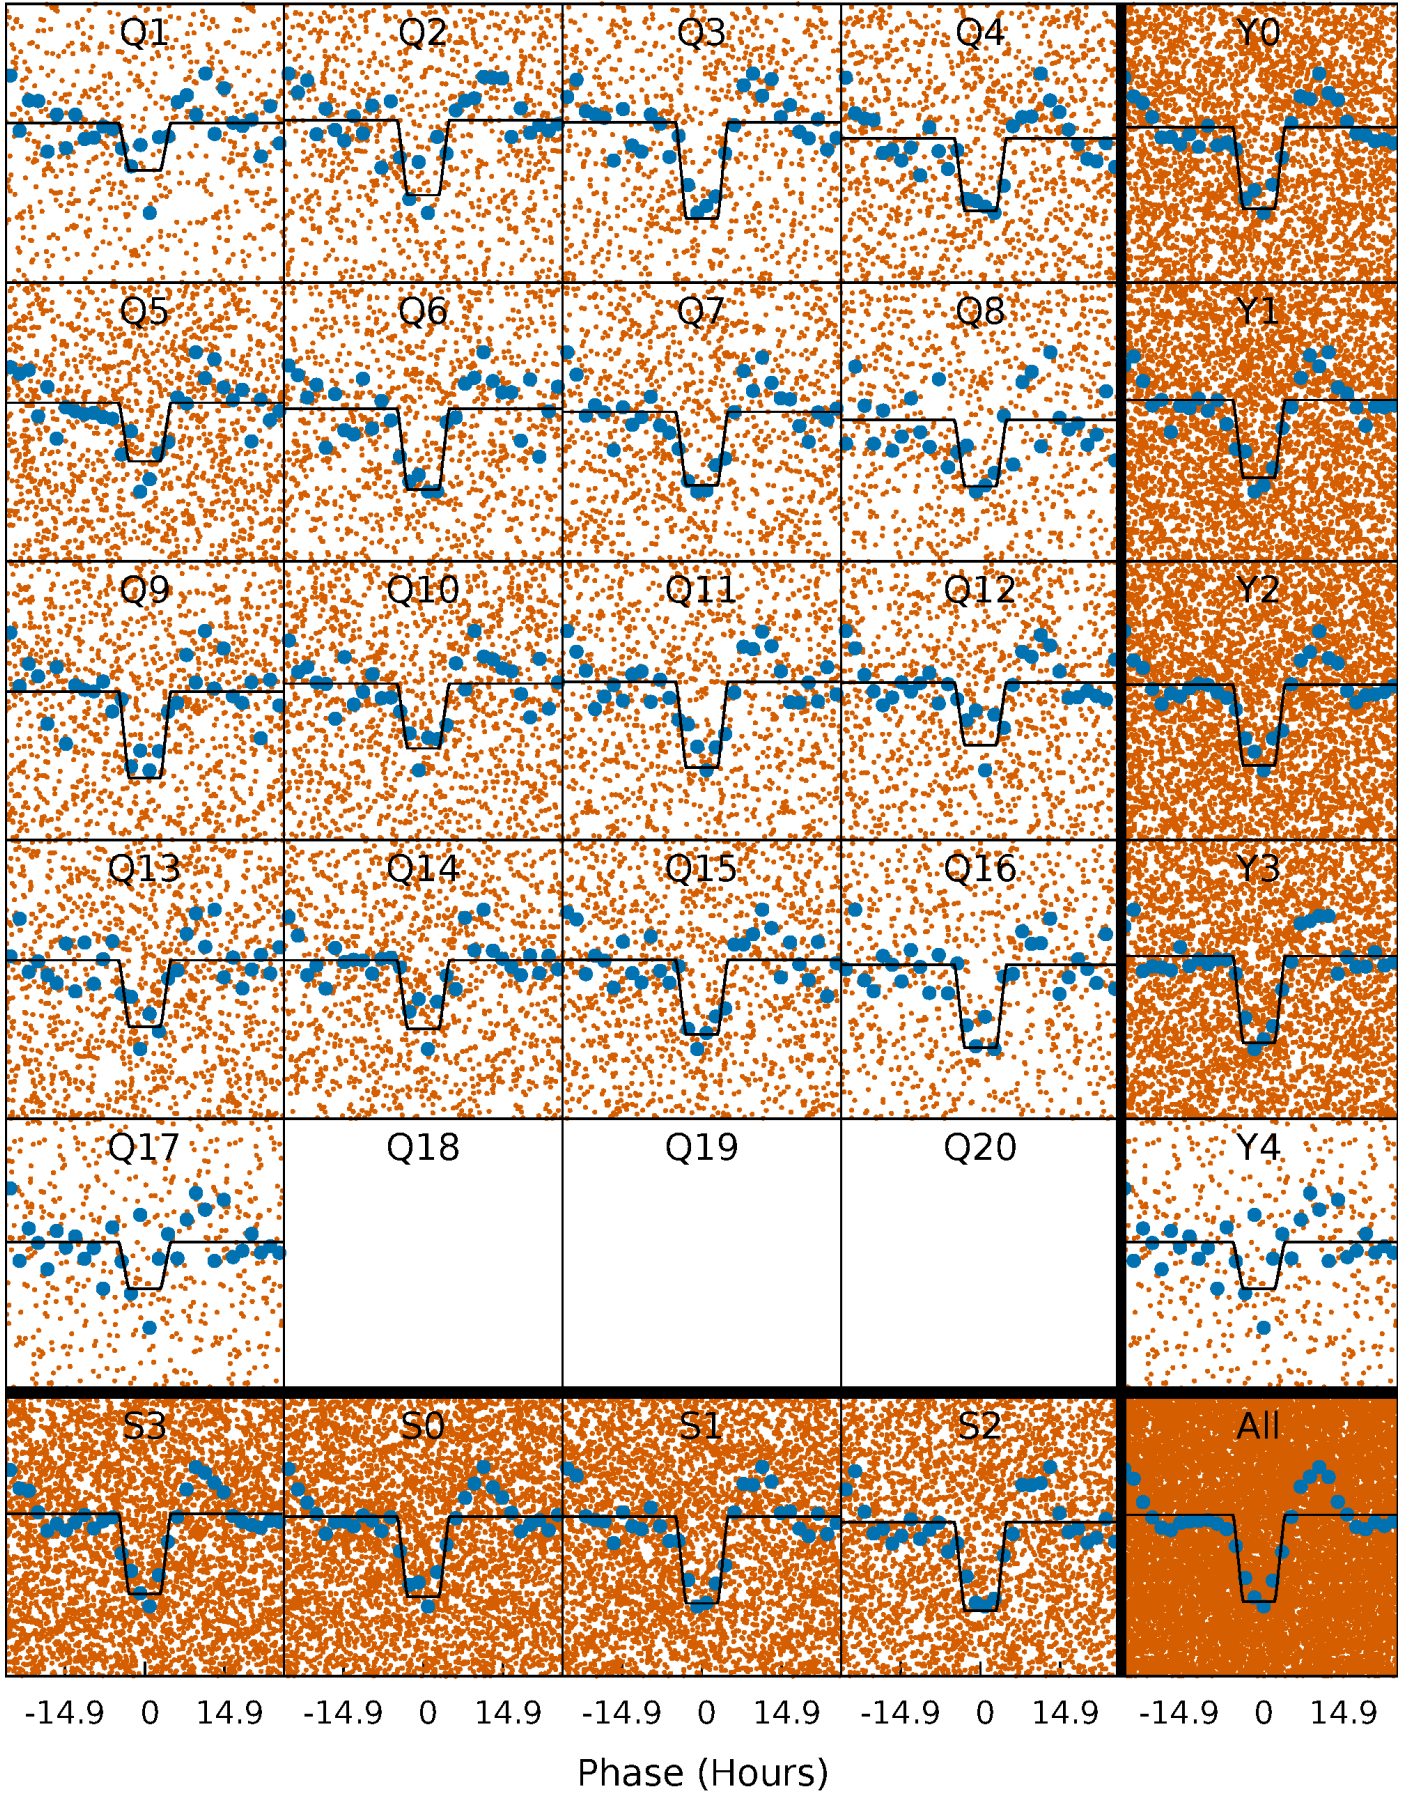 Q1 Q2 Q3 Q4 Y0
Q5 Q6 Q7 Q8 Y1
Q9 Q10 Q11 Q12 Y2
Q13 Q14 Q15 Q16 Y3
Q17 Q18 Q19 Q20 Y4
S3 S0 S1 S2 All
-14.9 0 14.9 -14.9 0 14.9 -14.9 0 14.9 -14.9 0 14.9 -14.9 0 14.9
Phase (Hours)